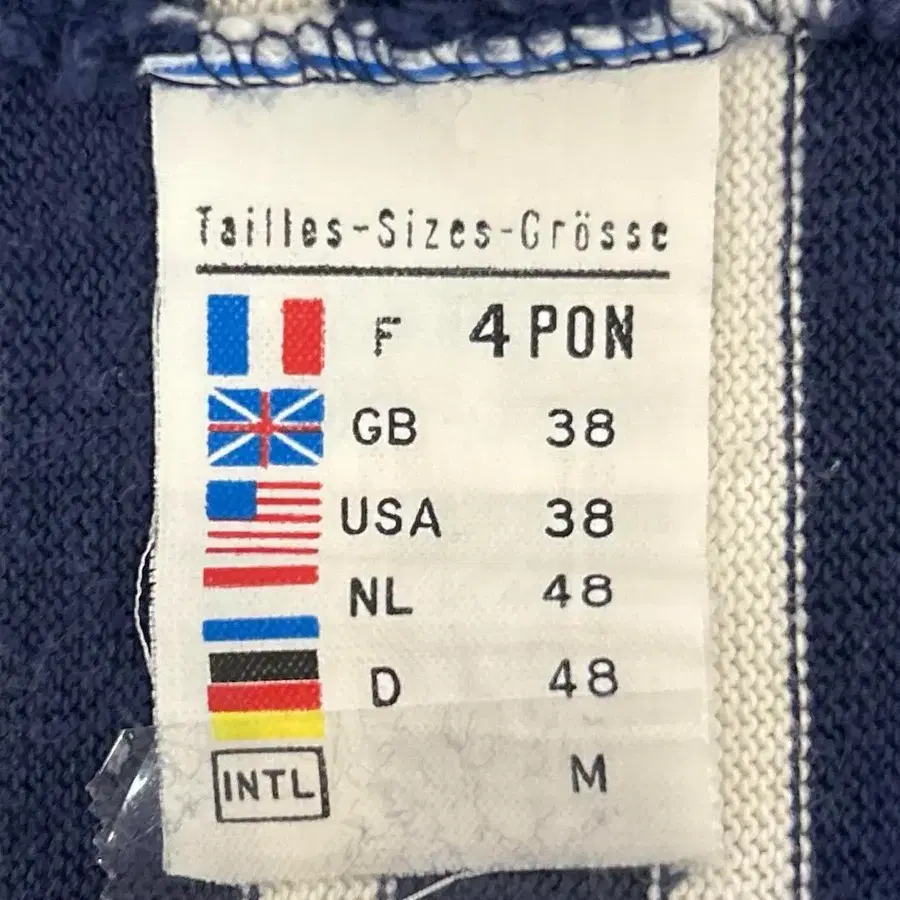 Tailles-Sizes-Grösse
F 4 PON
GB 38
USA 38
NL 48
D 48
INTL M